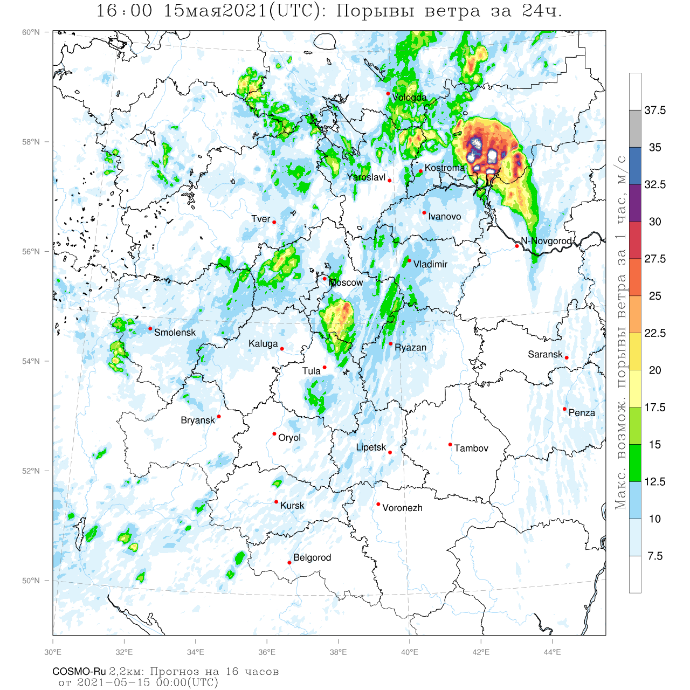 16:00 15мая2021(UTC): Порывы ветра за 24ч.
60°N
58°N
56°N
54°N
52°N
50°N
Vologda
Kostroma
Yaroslavl
Ivanovo
Tver
N-Novgorod
Vladimir
Moscow
Smolensk
Kaluga
Ryazan
Saransk
Tula
Penza
Bryansk
Oryol
Lipetsk
Tambov
Kursk
Voronezh
Belgorod
30°E 32°E 34°E 36°E 38°E 40°E 42°E 44°E
37.5
35
32.5
30
27.5
25
22.5
20
17.5
15
12.5
10
7.5
Макс. возмож. порывы ветра за 1 час, м/с
COSMO-Ru 2,2км: Прогноз на 16 часов
от 2021-05-15 00:00(UTC)